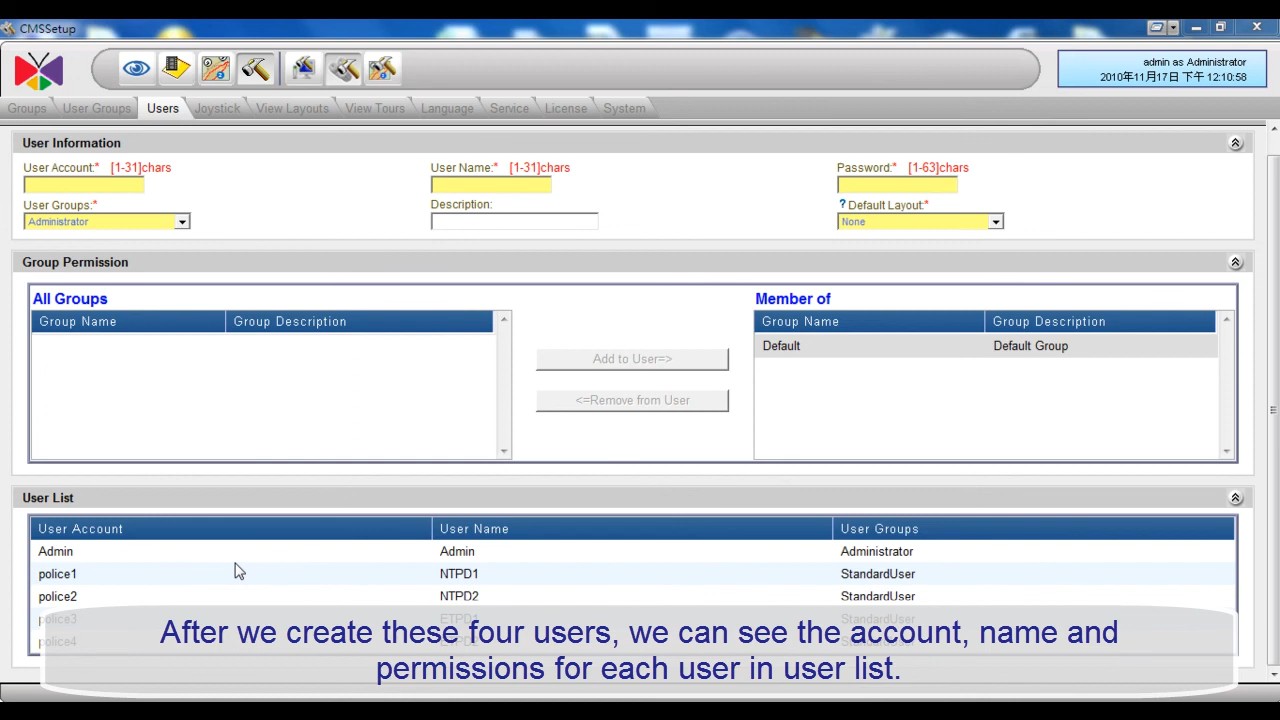 CMSSetup
admin as Administrator
2010年11月17日 下午 12:10:58
Groups User Groups Users Joystick View Layouts View Tours Language Service License System
User Information
User Account:* [1-31]chars User Name:* [1-31]chars Password:* [1-63]chars
User Groups:* Description: ? Default Layout:*
Administrator None
Group Permission
All Groups Member of
Group Name Group Description Group Name Group Description
Default Default Group
Add to User=>
<=Remove from User
User List
User Account User Name User Groups
Admin Admin Administrator
police1 NTPD1 StandardUser
police2 NTPD2 StandardUser
police3 ETPD1 StandardUser
police4 StandardUser
After we create these four users, we can see the account, name and
permissions for each user in user list.